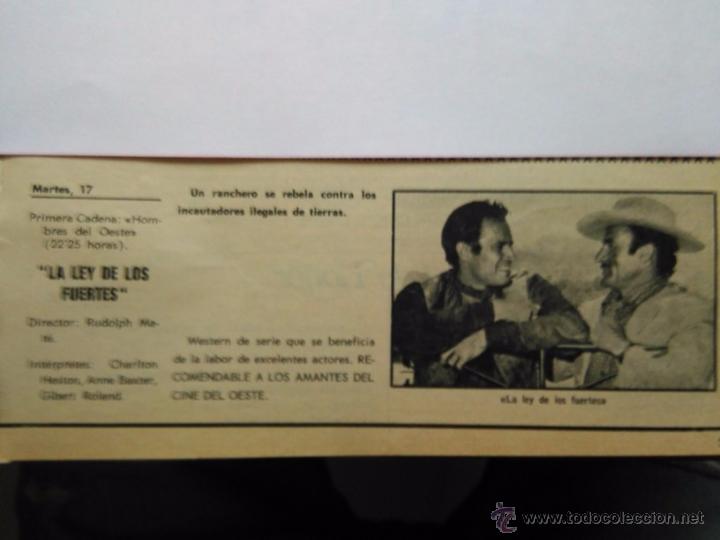 Martes, 17
Primera Cadena: «Hom-
bres del Oeste»
(22'25 horas).
"LA LEY DE LOS
FUERTES"
Director: Rudolph Ma-
té.
Intérpretes: Charlton
Heston, Anne Baxter,
Gilbert Roland.
Un ranchero se rebela contra los
incautadores ilegales de tierras.
Western de serie que se beneficia
de la labor de excelentes actores. RE-
COMENDABLE A LOS AMANTES DEL
CINE DEL OESTE.
«La ley de los fuertes»
© www.todocoleccion.net